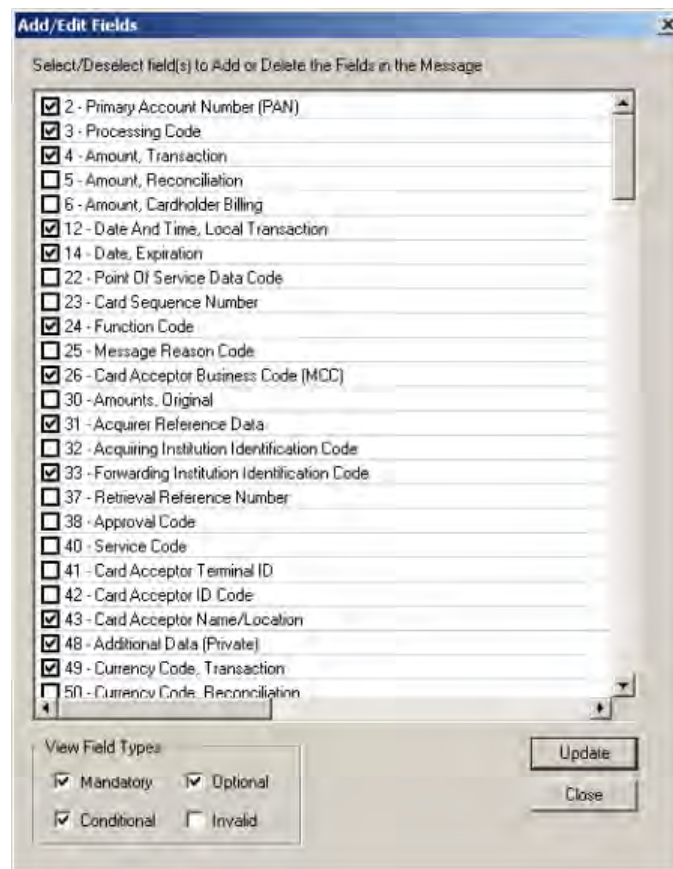 Add/Edit Fields
Select/Deselect field(s) to Add or Delete the Fields in the Message
2 - Primary Account Number (PAN)
3 - Processing Code
4 - Amount, Transaction
5 - Amount, Reconciliation
6 - Amount, Cardholder Billing
12 - Date And Time, Local Transaction
14 - Date, Expiration
22 - Point Of Service Data Code
23 - Card Sequence Number
24 - Function Code
25 - Message Reason Code
26 - Card Acceptor Business Code (MCC)
30 - Amounts, Original
31 - Acquirer Reference Data
32 - Acquiring Institution Identification Code
33 - Forwarding Institution Identification Code
37 - Retrieval Reference Number
38 - Approval Code
40 - Service Code
41 - Card Acceptor Terminal ID
42 - Card Acceptor ID Code
43 - Card Acceptor Name/Location
48 - Additional Data (Private)
49 - Currency Code, Transaction
50 - Currency Code, Reconciliation
View Field Types
Mandatory Optional
Conditional Invalid
Update
Close